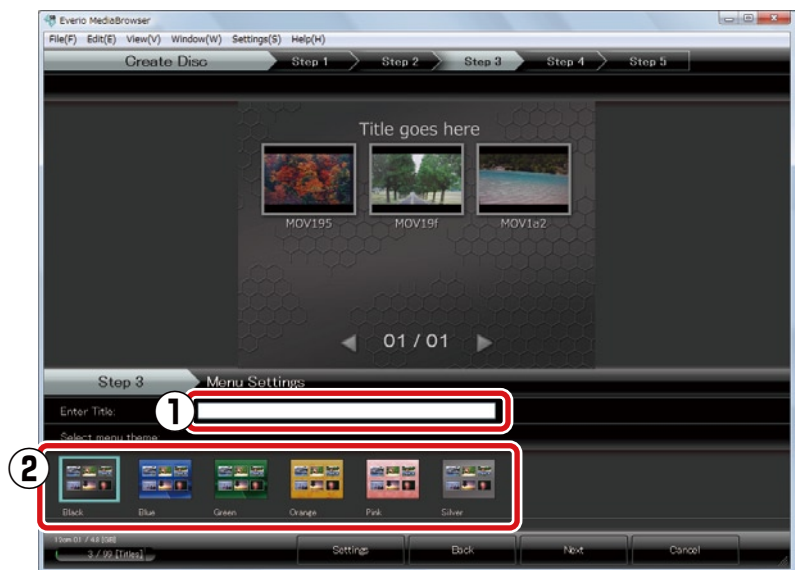 Everio MediaBrowser
File(F) Edit(E) View(V) Window(W) Settings(S) Help(H)
Create Disc Step 1 Step 2 Step 3 Step 4 Step 5
Title goes here
MOV195 MOV19f MOV1a2
01 / 01
Step 3 Menu Settings
Enter Title: 1
Select menu theme:
2
Black Blue Green Orange Pink Silver
3 / 99 [Titles] Settings Back Next Cancel